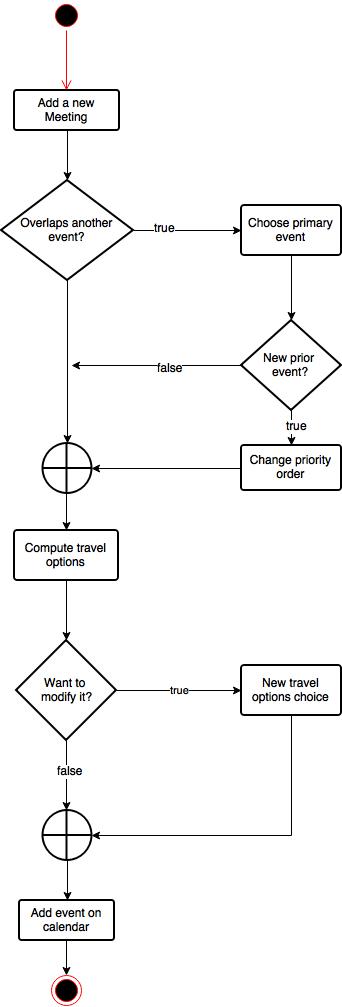 Add a new
Meeting
Overlaps another
event?
true
Choose primary
event
New prior
event?
false
true
Change priority
order
Compute travel
options
Want to
modify it?
true
New travel
options choice
false
Add event on
calendar